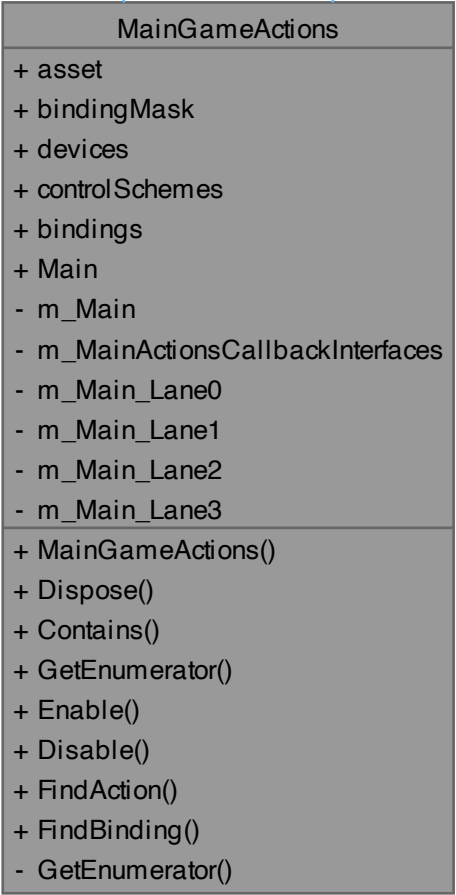 MainGameActions
+ asset
+ bindingMask
+ devices
+ controlSchemes
+ bindings
+ Main
- m_Main
- m_MainActionsCallbackInterfaces
- m_Main_Lane0
- m_Main_Lane1
- m_Main_Lane2
- m_Main_Lane3
+ MainGameActions()
+ Dispose()
+ Contains()
+ GetEnumerator()
+ Enable()
+ Disable()
+ FindAction()
+ FindBinding()
- GetEnumerator()